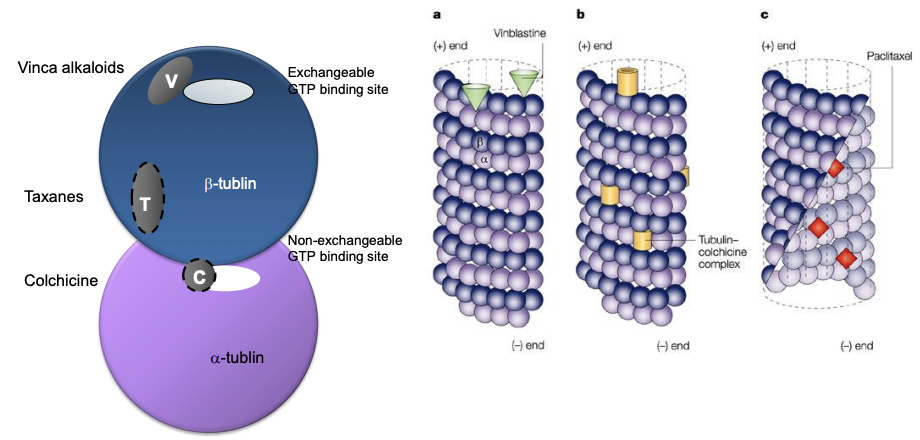 Vinca alkaloids
V
Exchangeable
GTP binding site
β-tublin
Taxanes
T
Non-exchangeable
GTP binding site
Colchicine
C
α-tublin
a
Vinblastine
(+) end
β
α
(–) end
b
(+) end
Tubulin–
colchicine
complex
(–) end
c
(+) end
Paclitaxel
(–) end